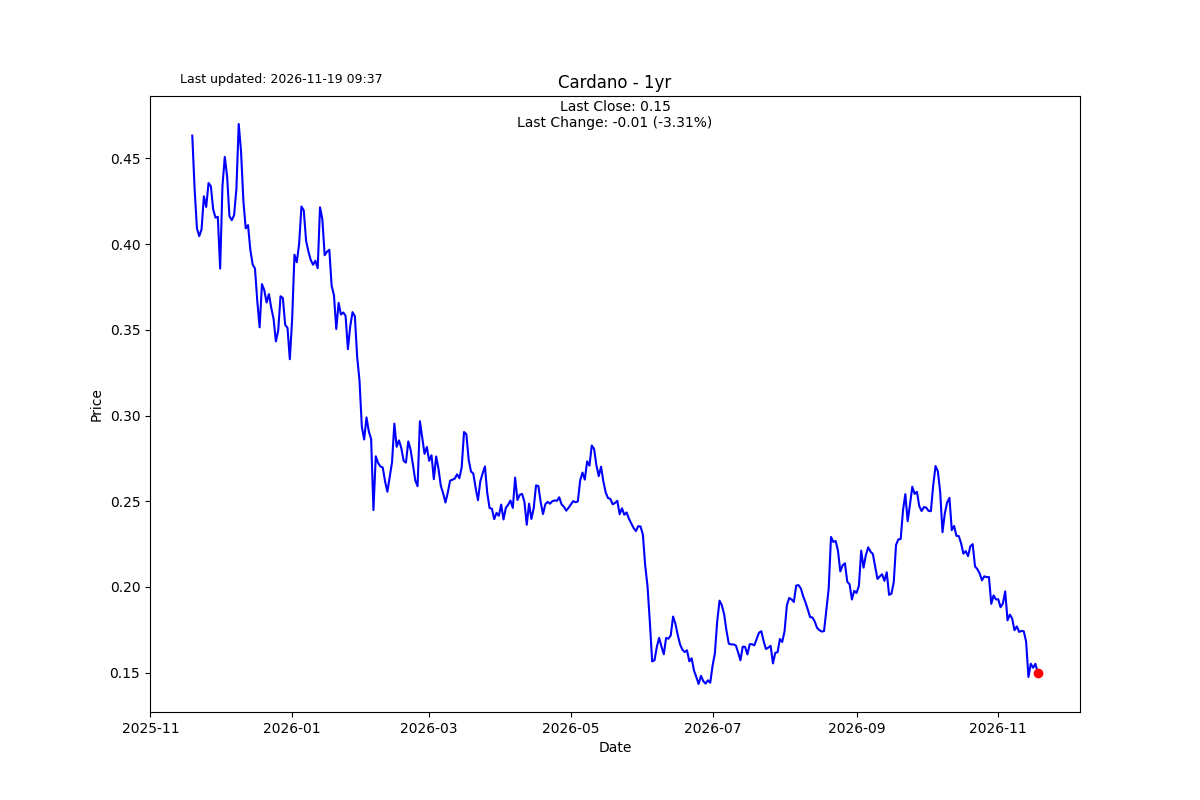 Last updated: 2026-11-19 09:37
Cardano - 1yr
Last Close: 0.15
Last Change: -0.01 (-3.31%)
Price
0.45
0.40
0.35
0.30
0.25
0.20
0.15
2025-11
2026-01
2026-03
2026-05
2026-07
2026-09
2026-11
Date